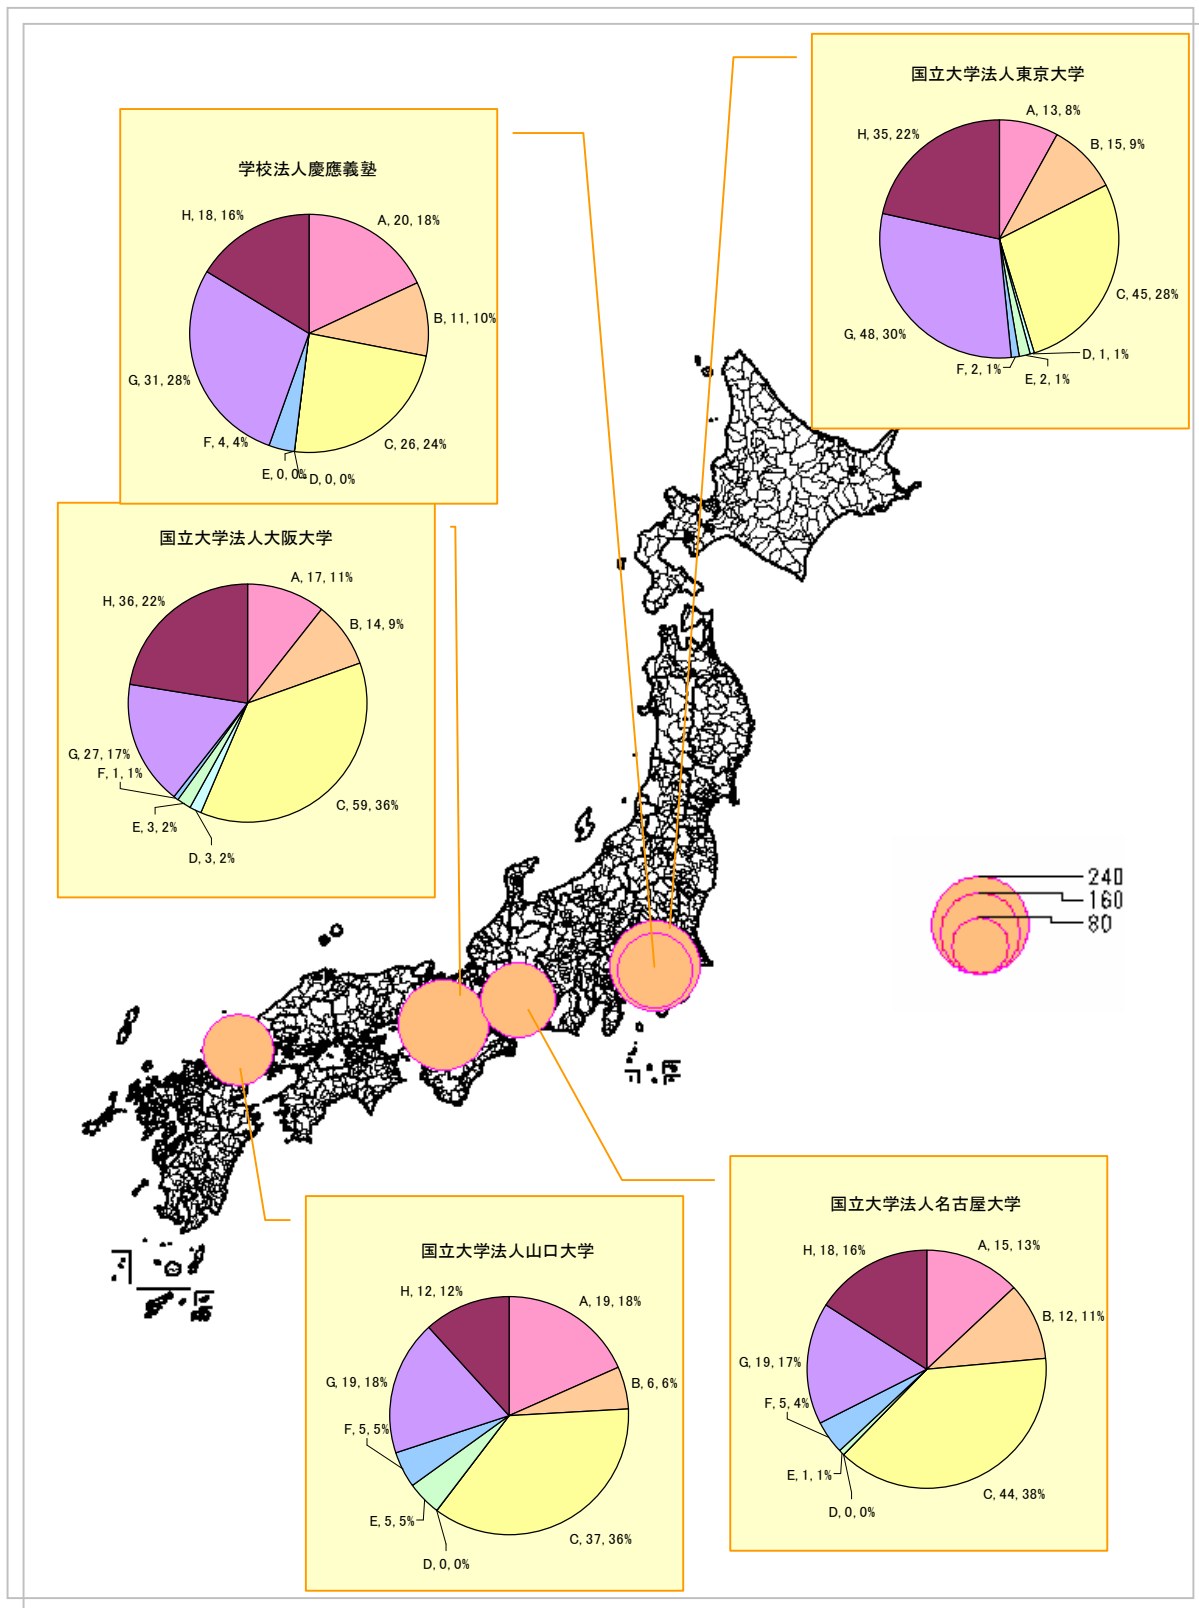 国立大学法人東京大学
A, 13, 8%
B, 15, 9%
C, 45, 28%
D, 1, 1%
E, 2, 1%
F, 2, 1%
G, 48, 30%
H, 35, 22%
学校法人慶應義塾
A, 20, 18%
B, 11, 10%
C, 26, 24%
D, 0, 0%
E, 0, 0%
F, 4, 4%
G, 31, 28%
H, 18, 16%
国立大学法人大阪大学
A, 17, 11%
B, 14, 9%
C, 59, 36%
D, 3, 2%
E, 3, 2%
F, 1, 1%
G, 27, 17%
H, 36, 22%
240
160
80
国立大学法人名古屋大学
A, 15, 13%
B, 12, 11%
C, 44, 38%
D, 0, 0%
E, 1, 1%
F, 5, 4%
G, 19, 17%
H, 18, 16%
国立大学法人山口大学
A, 19, 18%
B, 6, 6%
C, 37, 36%
D, 0, 0%
E, 5, 5%
F, 5, 5%
G, 19, 18%
H, 12, 12%